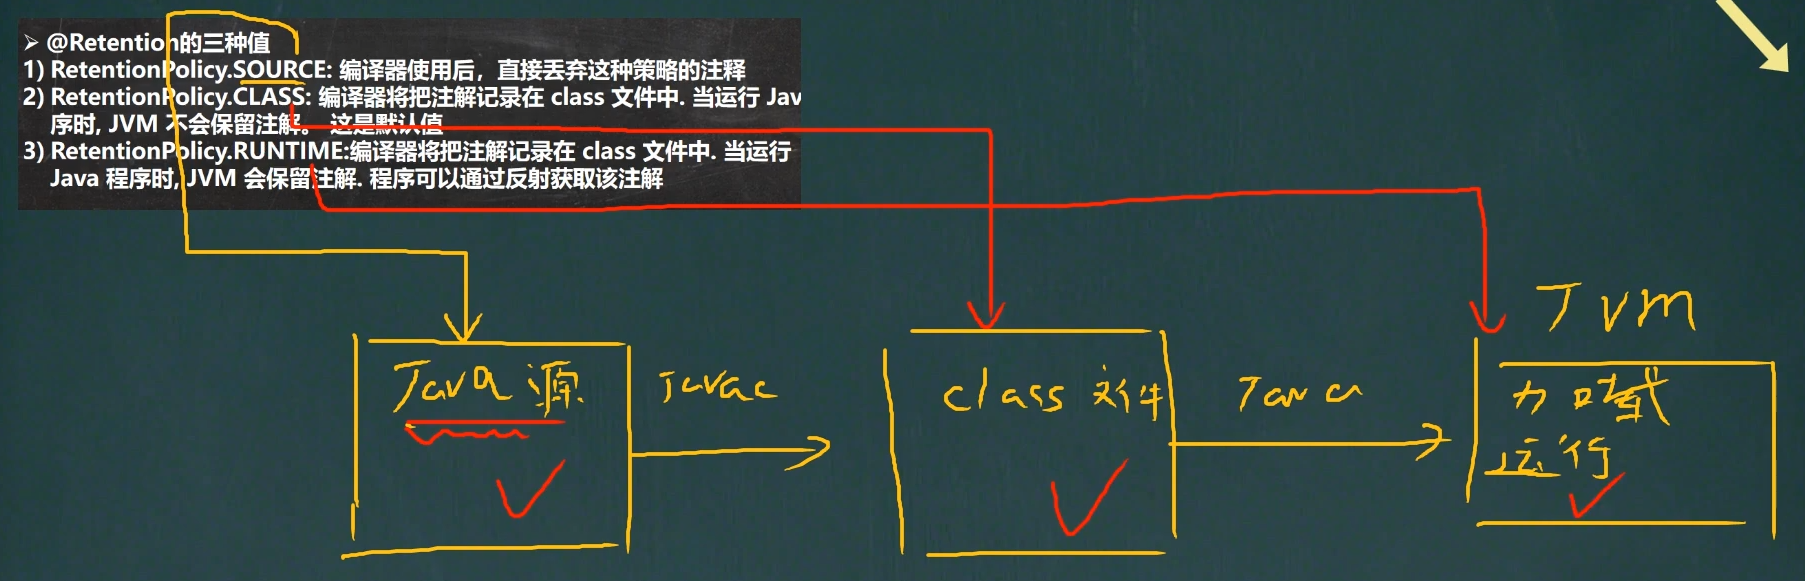 ➢ @Retention的三种值
1) RetentionPolicy.SOURCE: 编译器使用后，直接丢弃这种策略的注释
2) RetentionPolicy.CLASS: 编译器将把注解记录在 class 文件中. 当运行 Jav
序时, JVM 不会保留注解。 这是默认值
3) RetentionPolicy.RUNTIME:编译器将把注解记录在 class 文件中. 当运行
Java 程序时, JVM 会保留注解. 程序可以通过反射获取该注解
Jvm
Java 源
Javac
class 文件
Java
加载
运行